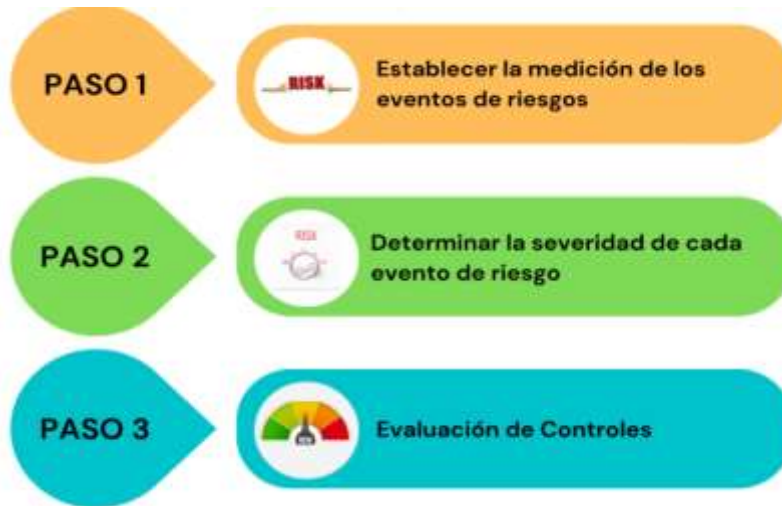 PASO 1
RISK
Establecer la medición de los
eventos de riesgos
PASO 2
RISK
Determinar la severidad de cada
evento de riesgo
PASO 3
Evaluación de Controles